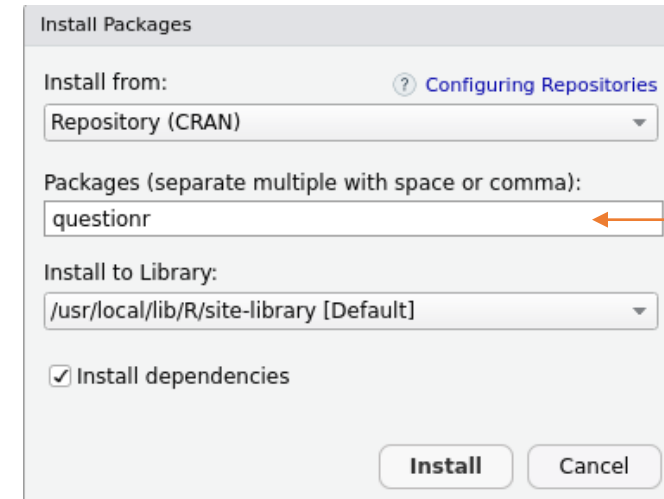 Install Packages
Install from:
? Configuring Repositories
Repository (CRAN)
Packages (separate multiple with space or comma):
questionr
Install to Library:
/usr/local/lib/R/site-library [Default]
Install dependencies
Install
Cancel